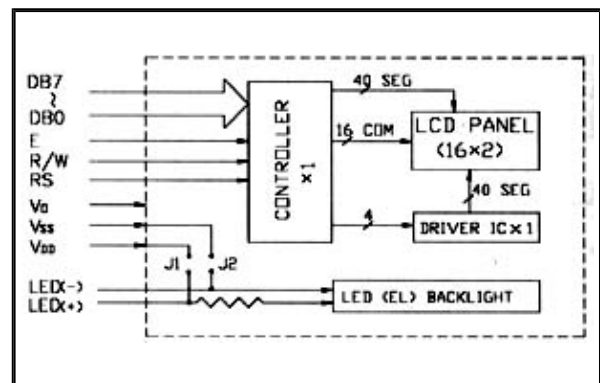 DB7
~
DB0
E
R/W
RS
Vo
Vss
VDD
LED(-)
LED(+)
J1
J2
CONTROLLER
×1
40 SEG
16 COM
LCD PANEL
(16×2)
40 SEG
4
DRIVER IC×1
LED (EL) BACKLIGHT